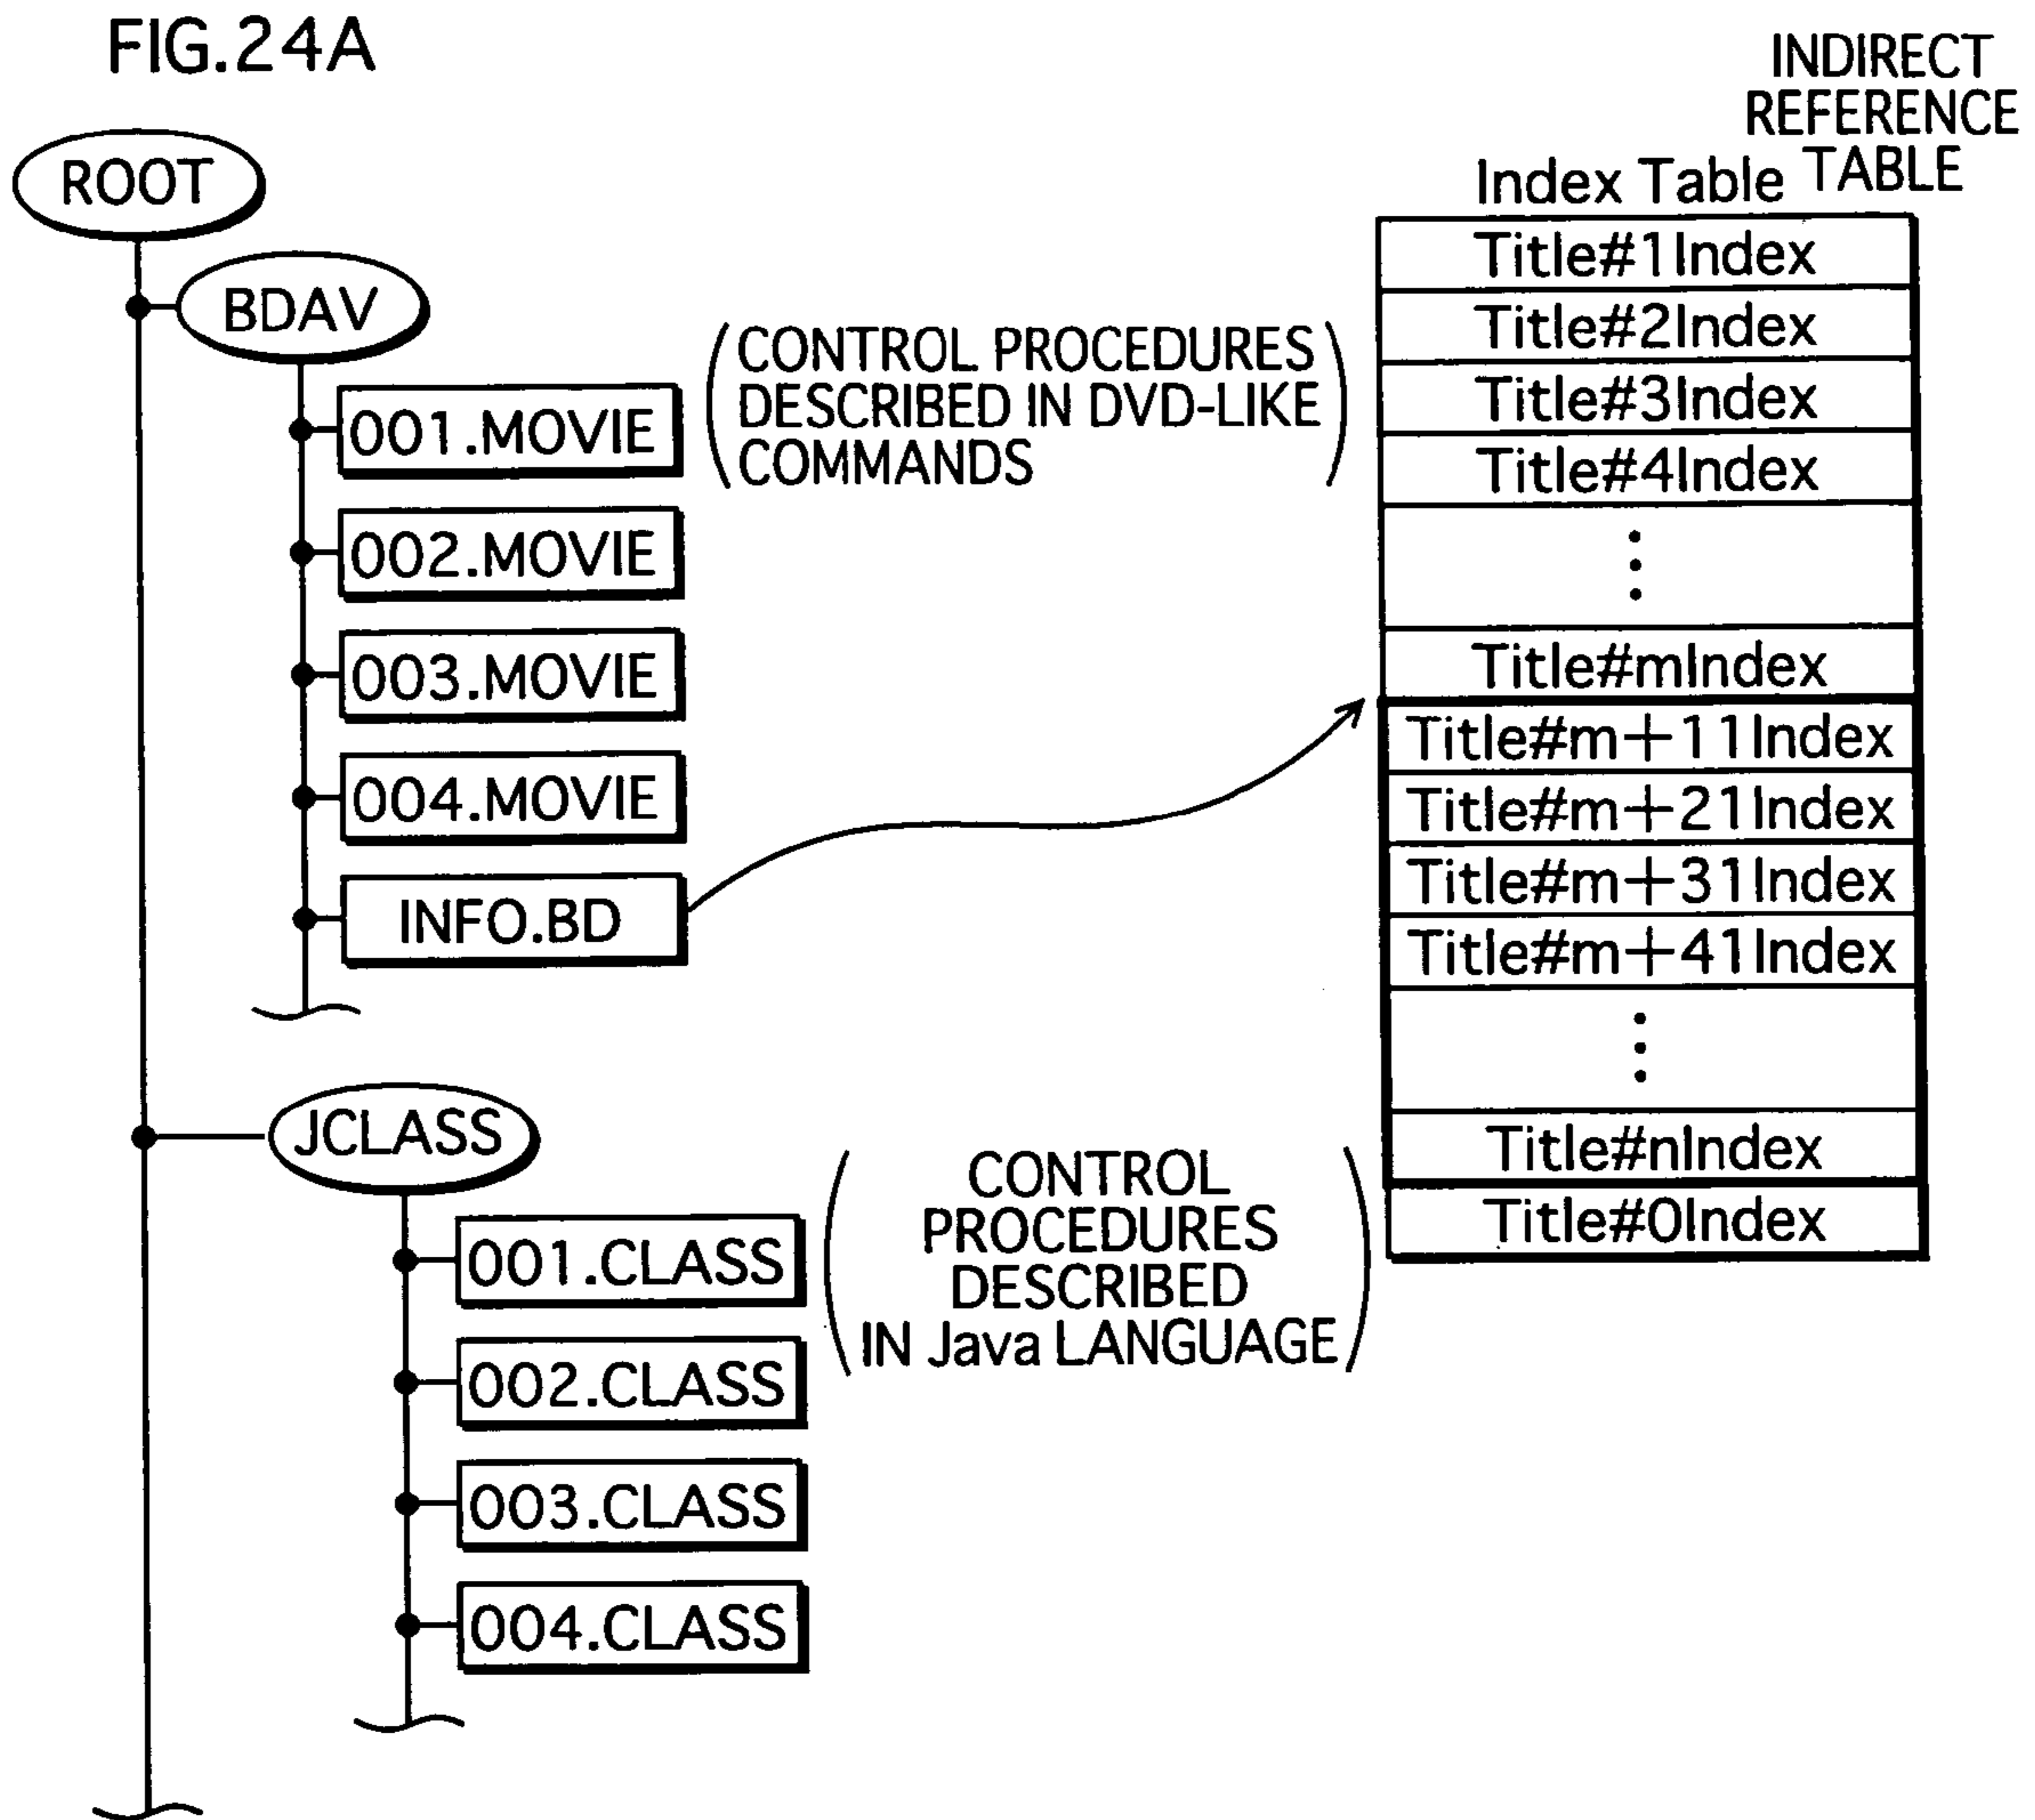 FIG.24A
ROOT
BDAV
001.MOVIE
(CONTROL PROCEDURES
DESCRIBED IN DVD-LIKE
COMMANDS)
002.MOVIE
003.MOVIE
004.MOVIE
INFO.BD
JCLASS
001.CLASS
(CONTROL
PROCEDURES
DESCRIBED
IN Java LANGUAGE)
002.CLASS
003.CLASS
004.CLASS
INDIRECT
REFERENCE
TABLE
Index Table
Title#1Index
Title#2Index
Title#3Index
Title#4Index
⋮
Title#mIndex
Title#m+11Index
Title#m+21Index
Title#m+31Index
Title#m+41Index
⋮
Title#nIndex
Title#0Index